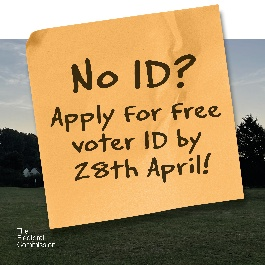 No ID?
Apply for free
voter ID by
28th April!
The
Electoral
Commission